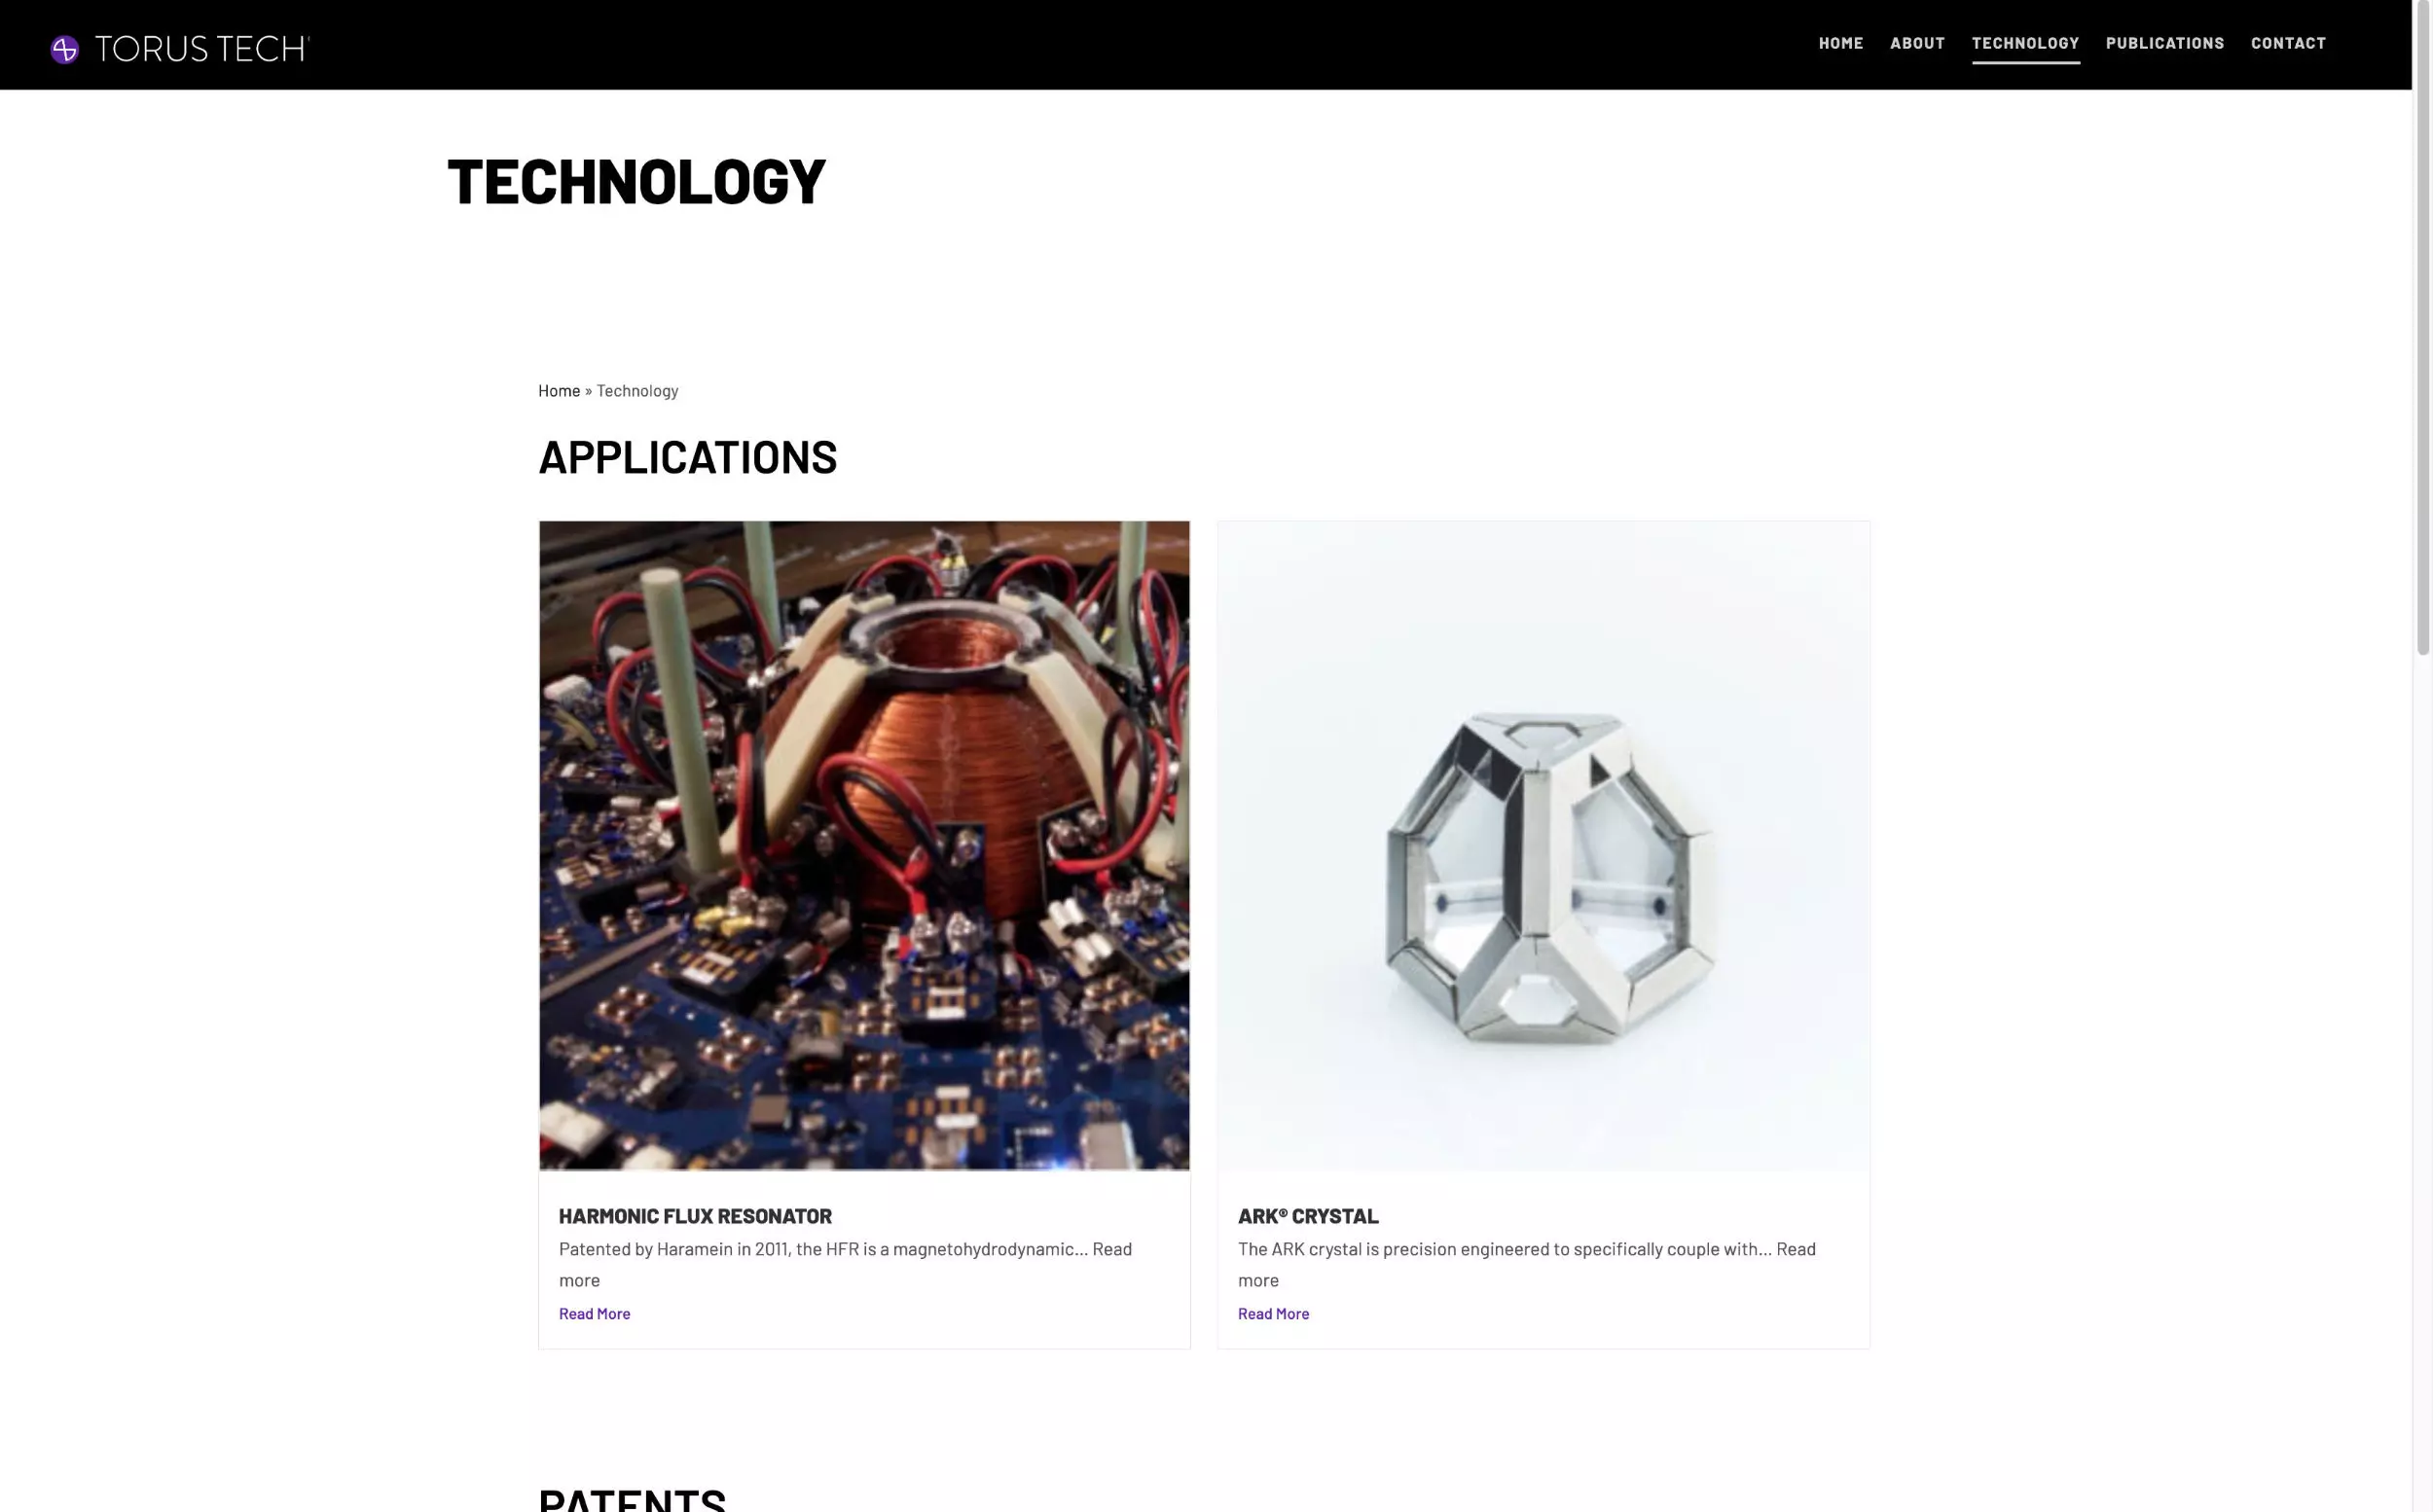 TORUS TECH
HOME ABOUT TECHNOLOGY PUBLICATIONS CONTACT
TECHNOLOGY
Home » Technology
APPLICATIONS
HARMONIC FLUX RESONATOR
Patented by Haramein in 2011, the HFR is a magnetohydrodynamic... Read
more
Read More
ARK® CRYSTAL
The ARK crystal is precision engineered to specifically couple with... Read
more
Read More
PATENTS